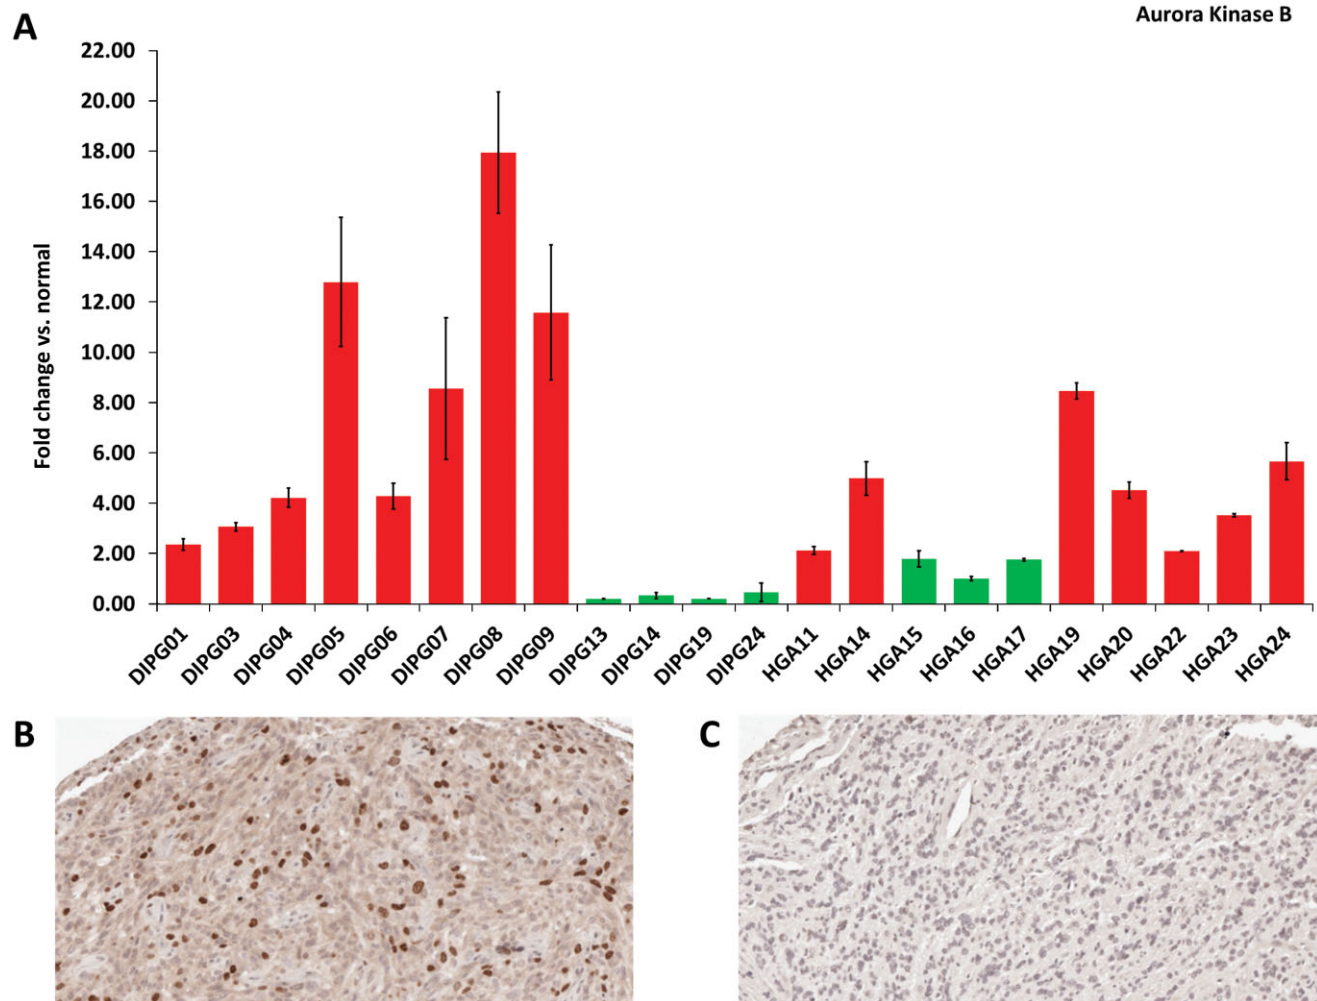 Aurora Kinase B
A
22.00
20.00
18.00
16.00
14.00
12.00
10.00
8.00
6.00
4.00
2.00
0.00
Fold change vs. normal
DIPG01 DIPG03 DIPG04 DIPG05 DIPG06 DIPG07 DIPG08 DIPG09 DIPG13 DIPG14 DIPG19 DIPG24 HGA11 HGA14 HGA15 HGA16 HGA17 HGA19 HGA20 HGA22 HGA23 HGA24
B C